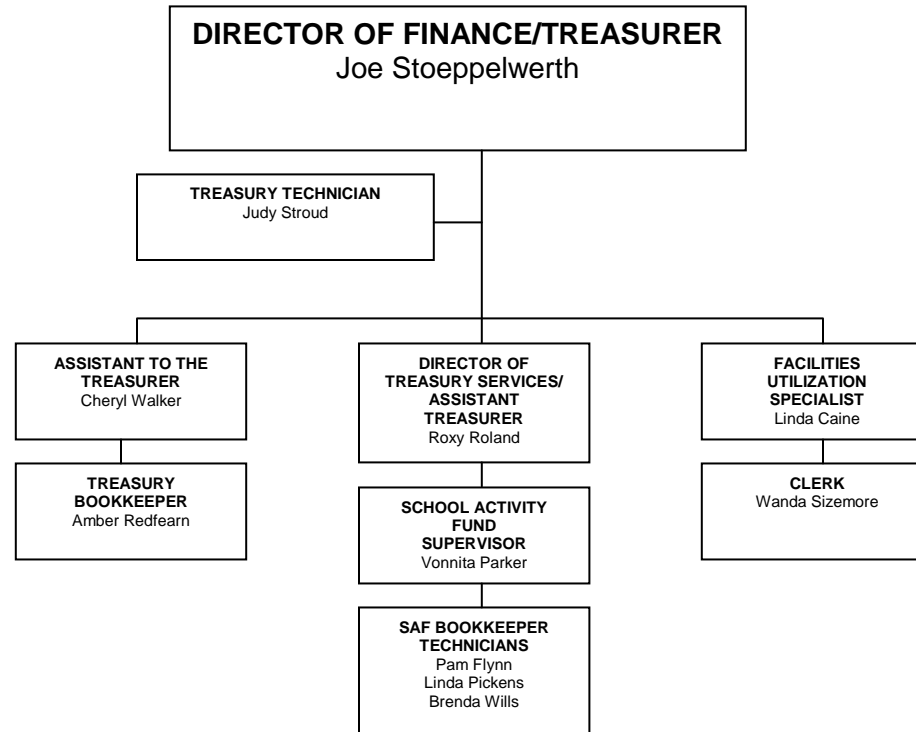 DIRECTOR OF FINANCE/TREASURER
Joe Stoeppelwerth
TREASURY TECHNICIAN
Judy Stroud
ASSISTANT TO THE
TREASURER
Cheryl Walker
TREASURY
BOOKKEEPER
Amber Redfearn
DIRECTOR OF
TREASURY SERVICES/
ASSISTANT
TREASURER
Roxy Roland
SCHOOL ACTIVITY
FUND
SUPERVISOR
Vonnita Parker
SAF BOOKKEEPER
TECHNICIANS
Pam Flynn
Linda Pickens
Brenda Wills
FACILITIES
UTILIZATION
SPECIALIST
Linda Caine
CLERK
Wanda Sizemore